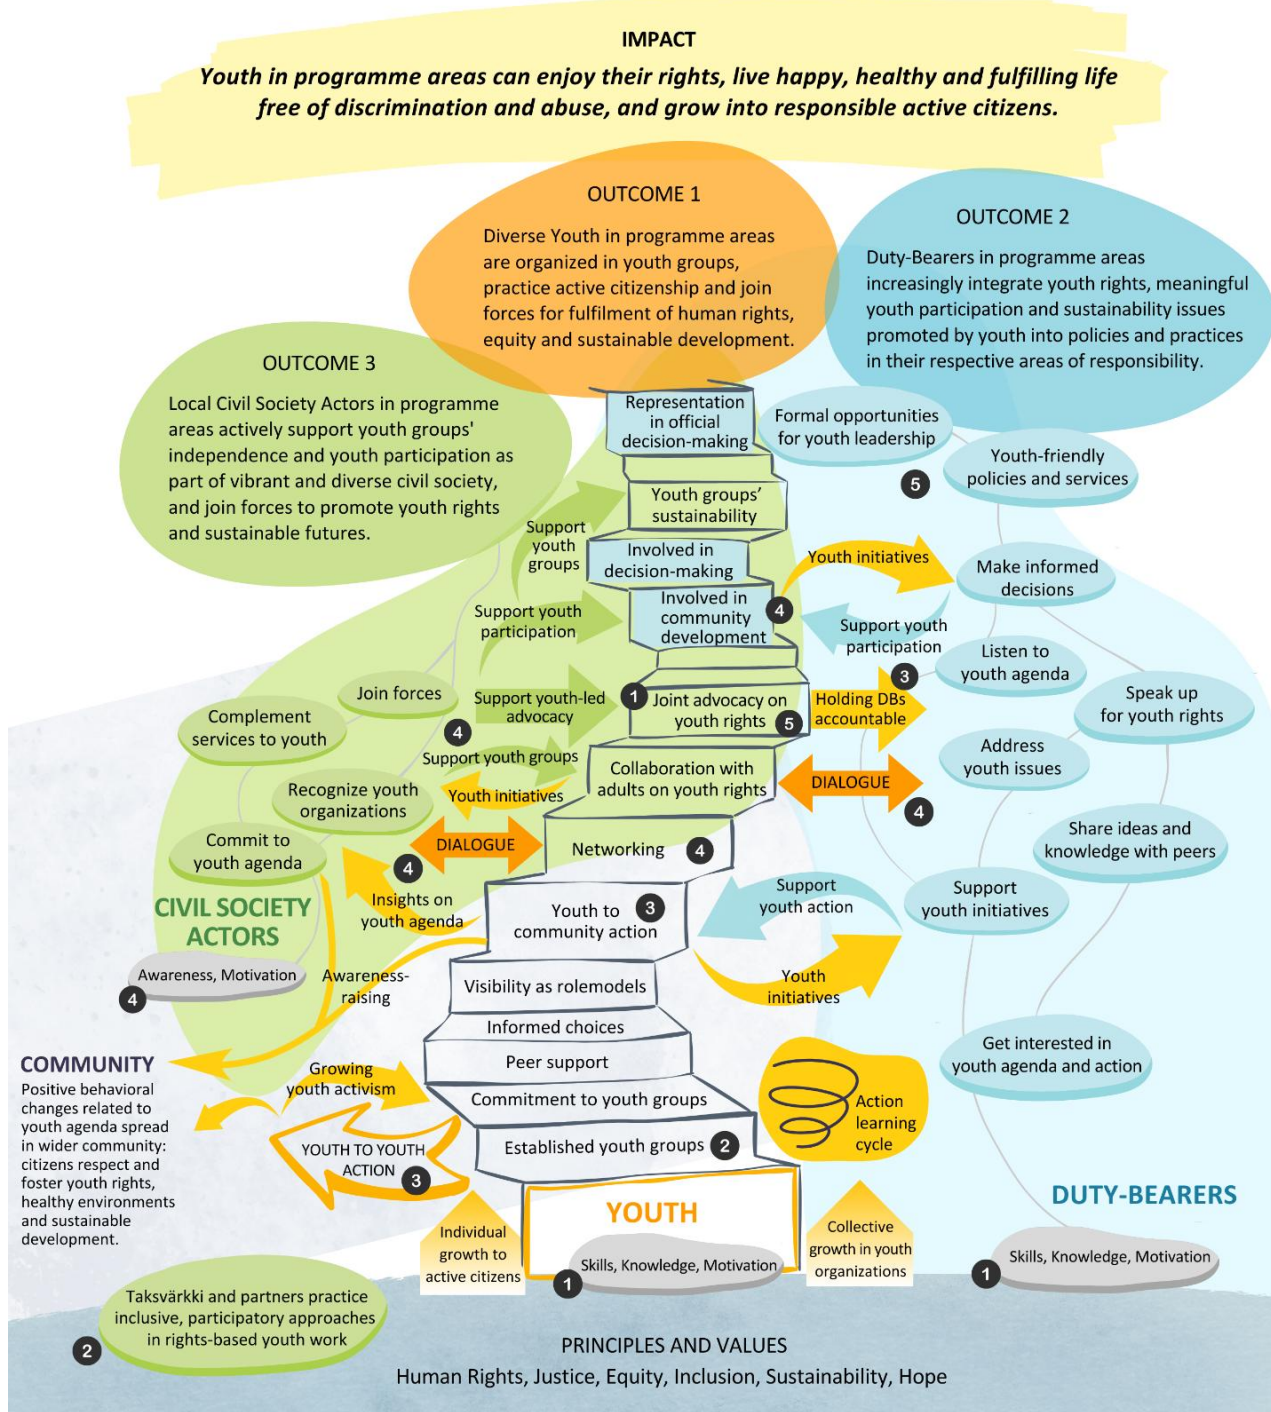 IMPACT
Youth in programme areas can enjoy their rights, live happy, healthy and fulfilling life
free of discrimination and abuse, and grow into responsible active citizens.
OUTCOME 1
Diverse Youth in programme areas
are organized in youth groups,
practice active citizenship and join
forces for fulfilment of human rights,
equity and sustainable development.
OUTCOME 2
Duty-Bearers in programme areas
increasingly integrate youth rights, meaningful
youth participation and sustainability issues
promoted by youth into policies and practices
in their respective areas of responsibility.
OUTCOME 3
Local Civil Society Actors in programme
areas actively support youth groups'
independence and youth participation as
part of vibrant and diverse civil society,
and join forces to promote youth rights
and sustainable futures.
Representation
in official
decision-making
Formal opportunities
for youth leadership
5
Youth-friendly
policies and services
Youth groups’
sustainability
Support
youth
groups
Involved in
decision-making
Youth initiatives
Make informed
decisions
Involved in
community
development
4
Support youth
participation
Support youth
participation
3
Listen to
youth agenda
Join forces
Support youth-led
advocacy
1
Joint advocacy on
youth rights
5
Holding DBs
accountable
Speak up
for youth rights
Complement
services to youth
4
Support youth groups
Address
youth issues
Collaboration with
adults on youth rights
DIALOGUE
4
Recognize youth
organizations
Youth initiatives
Commit to
youth agenda
DIALOGUE
4
Networking
4
Share ideas and
knowledge with peers
Insights on
youth agenda
Youth to
community action
3
Support
youth action
Support
youth initiatives
CIVIL SOCIETY
ACTORS
Awareness, Motivation
4
Awareness-
raising
Visibility as rolemodels
Youth
initiatives
Informed choices
Peer support
Get interested in
youth agenda and action
COMMUNITY
Positive behavioral
changes related to
youth agenda spread
in wider community:
citizens respect and
foster youth rights,
healthy environments
and sustainable
development.
Growing
youth activism
Commitment to youth groups
Action
learning
cycle
YOUTH TO YOUTH
ACTION
3
Established youth groups
2
YOUTH
DUTY-BEARERS
Individual
growth to
active citizens
Skills, Knowledge, Motivation
1
Collective
growth in youth
organizations
Skills, Knowledge, Motivation
1
Taksvärkki and partners practice
inclusive, participatory approaches
in rights-based youth work
2
PRINCIPLES AND VALUES
Human Rights, Justice, Equity, Inclusion, Sustainability, Hope